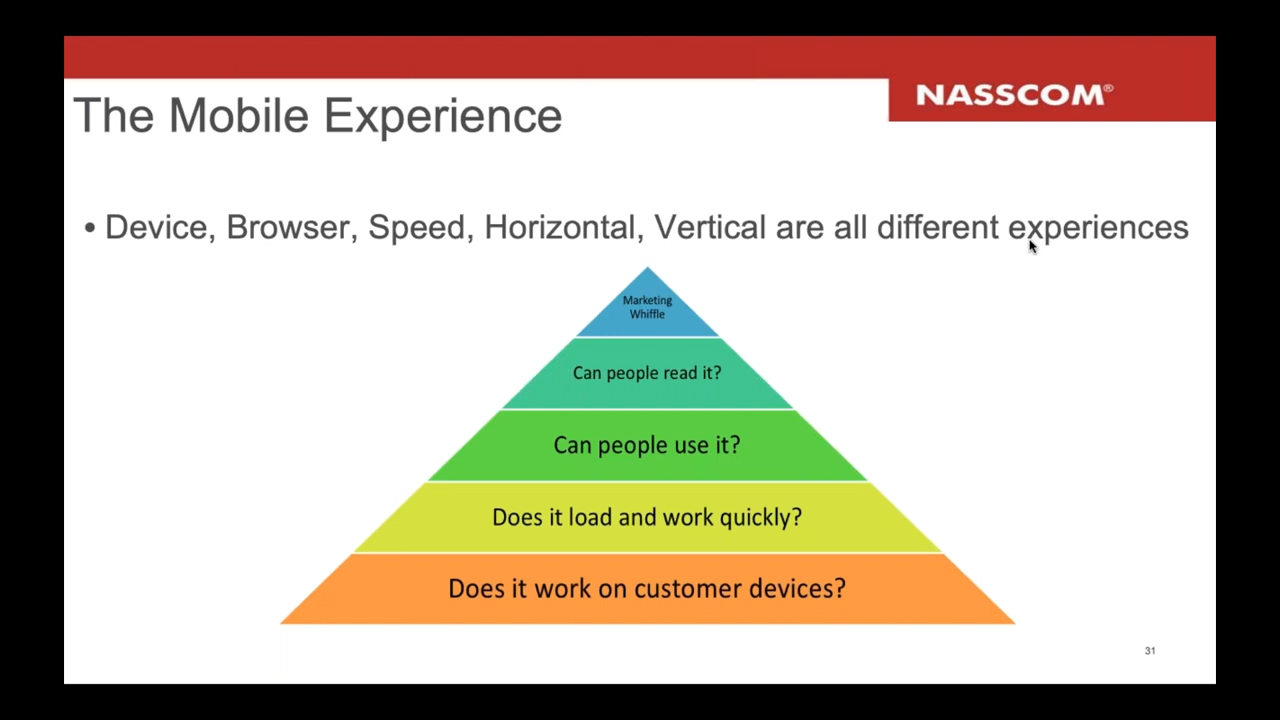 NASSCOM®
The Mobile Experience
• Device, Browser, Speed, Horizontal, Vertical are all different experiences
Marketing
Whiffle
Can people read it?
Can people use it?
Does it load and work quickly?
Does it work on customer devices?
31